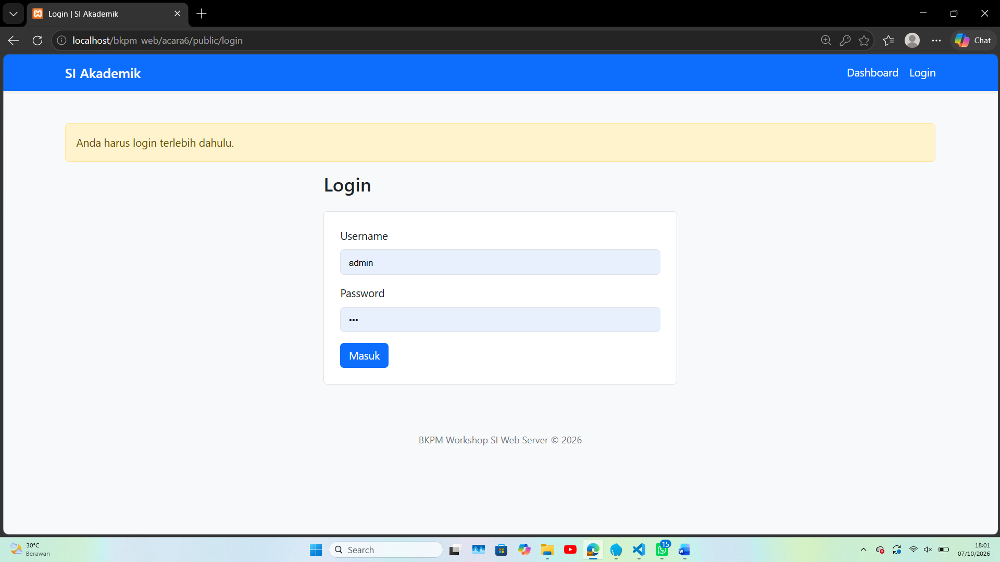 Login | SI Akademik
localhost/bkpm_web/acara6/public/login
Chat
SI Akademik
Dashboard
Login
Anda harus login terlebih dahulu.
Login
Username
admin
Password
•••
Masuk
BKPM Workshop SI Web Server © 2026
30°C
Berawan
Search
15
W
18:01
07/10/2026